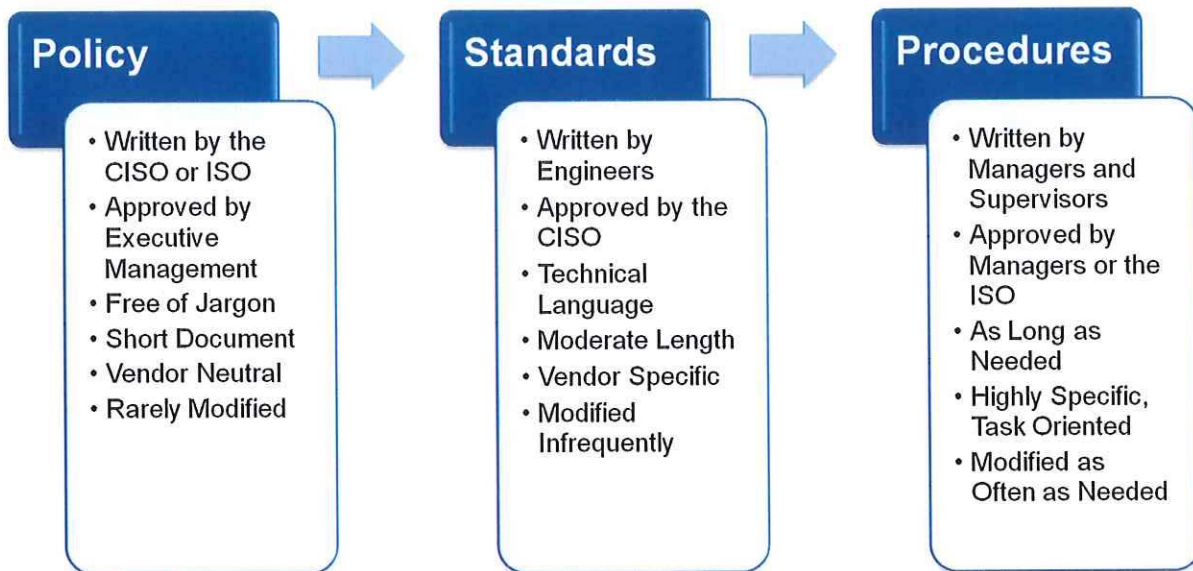 Policy
• Written by the
CISO or ISO
• Approved by
Executive
Management
• Free of Jargon
• Short Document
• Vendor Neutral
• Rarely Modified
Standards
• Written by
Engineers
• Approved by the
CISO
• Technical
Language
• Moderate Length
• Vendor Specific
• Modified
Infrequently
Procedures
• Written by
Managers and
Supervisors
• Approved by
Managers or the
ISO
• As Long as
Needed
• Highly Specific,
Task Oriented
• Modified as
Often as Needed